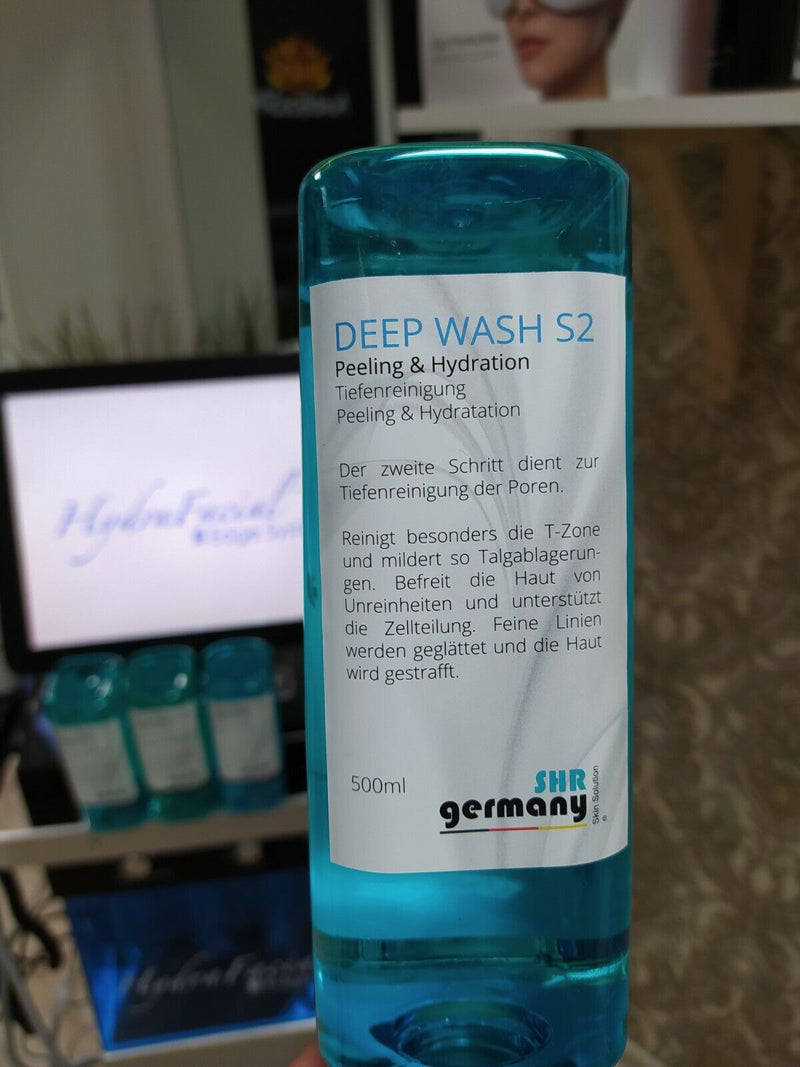 DEEP WASH S2
Peeling & Hydration
Tiefenreinigung
Peeling & Hydratation
Der zweite Schritt dient zur
Tiefenreinigung der Poren.
Reinigt besonders die T-Zone
und mildert so Talgablagerun-
gen. Befreit die Haut von
Unreinheiten und unterstützt
die Zellteilung. Feine Linien
werden geglättet und die Haut
wird gestrafft.
500ml
SHR
germany
Skin Solution
©
HydraFacial
HydraFacial